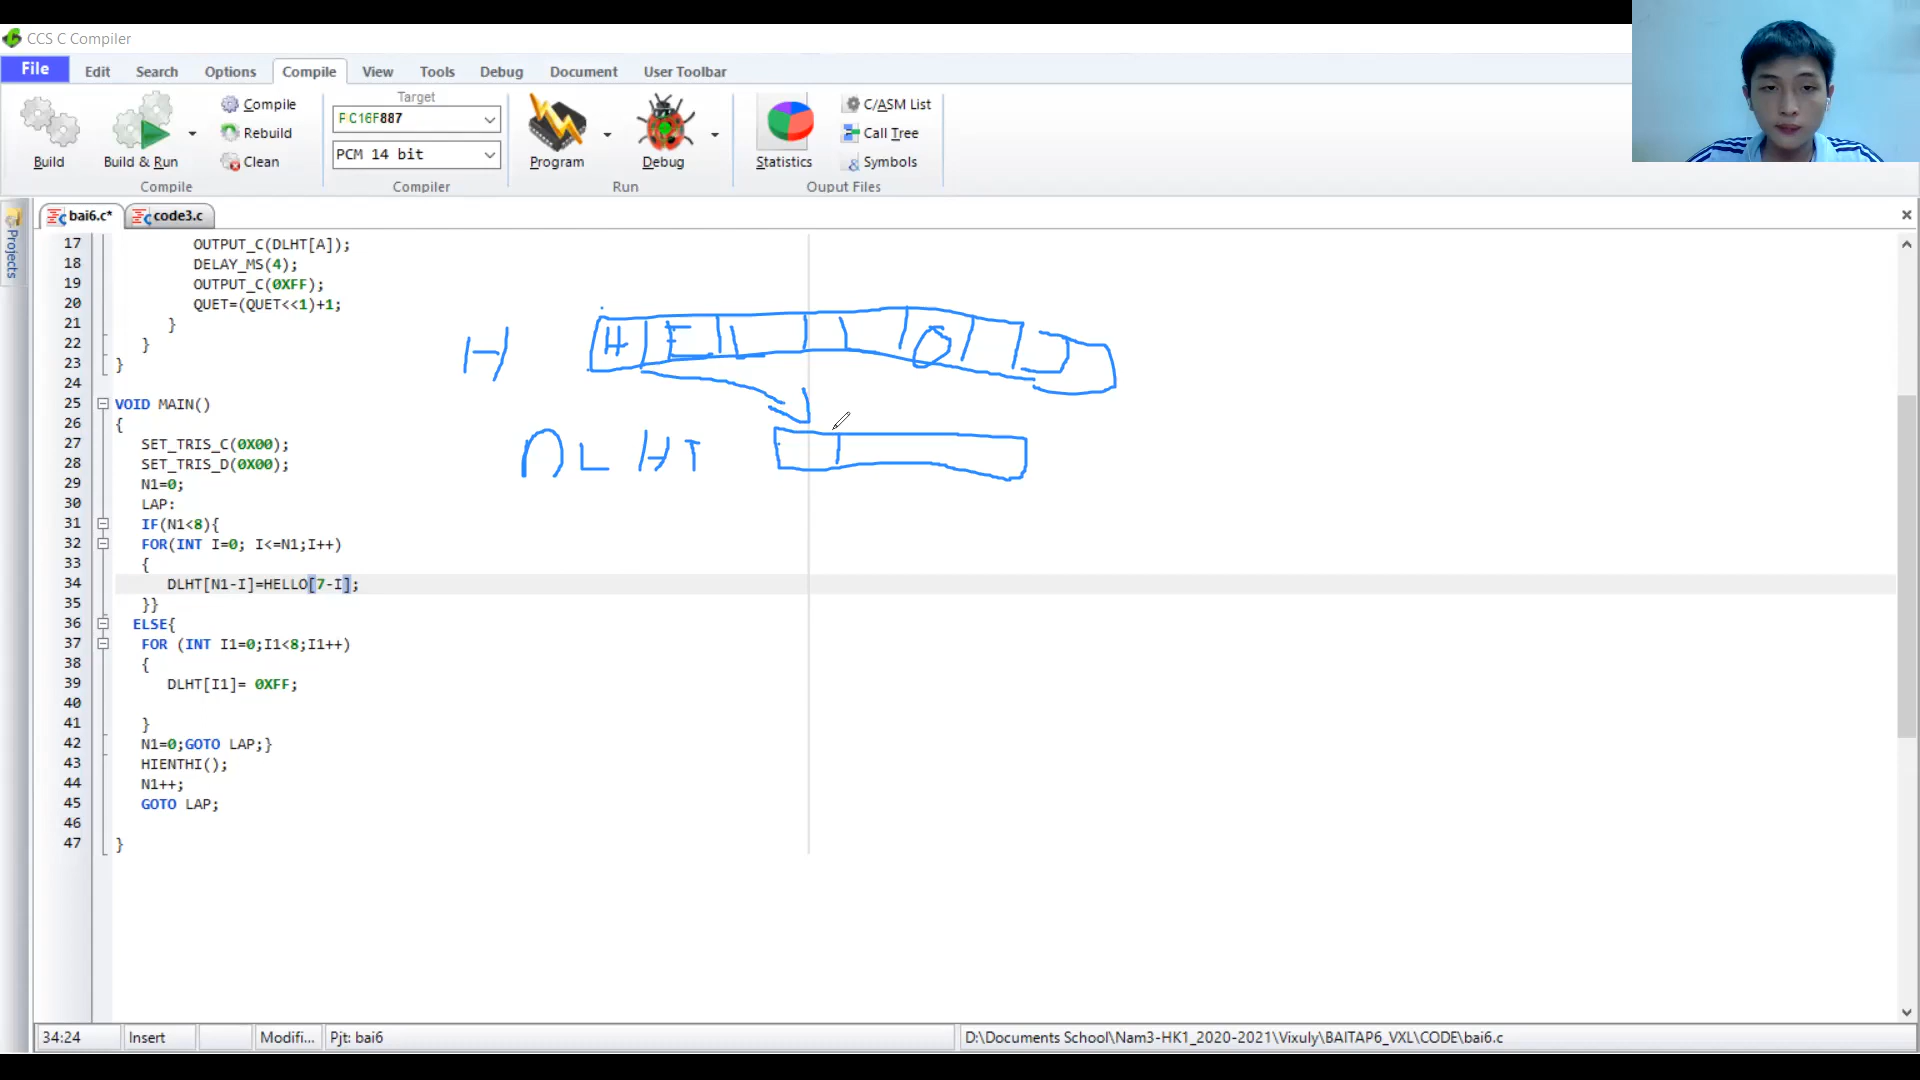 CCS C Compiler
File Edit Search Options Compile View Tools Debug Document User Toolbar
Build
Build & Run
Compile
Rebuild
Clean
Compile
Target
PIC16F887
PCM 14 bit
Compiler
Program
Debug
Run
Statistics
C/ASM List
Call Tree
Symbols
Ouput Files
Projects
bai6.c* code3.c
17 OUTPUT_C(DLHT[A]);
18 DELAY_MS(4);
19 OUTPUT_C(0XFF);
20 QUET=(QUET<<1)+1;
21 }
22 }
23 }
24
25 VOID MAIN()
26 {
27 SET_TRIS_C(0X00);
28 SET_TRIS_D(0X00);
29 N1=0;
30 LAP:
31 IF(N1<8){
32 FOR(INT I=0; I<=N1;I++)
33 {
34 DLHT[N1-I]=HELLO[7-I];
35 }}
36 ELSE{
37 FOR (INT I1=0;I1<8;I1++)
38 {
39 DLHT[I1]= 0XFF;
40
41 }
42 N1=0;GOTO LAP;}
43 HIENTHI();
44 N1++;
45 GOTO LAP;
46
47 }
H H E L O
DLHT
34:24 Insert Modifi... Pjt: bai6 D:\Documents School\Nam3-HK1_2020-2021\Vixuly\BAITAP6_VXL\CODE\bai6.c